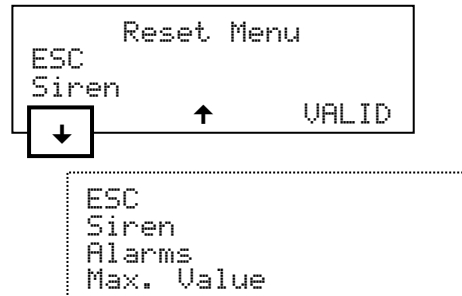 Reset Menu
ESC
Siren
↓ ↑ VALID
ESC
Siren
Alarms
Max. Value